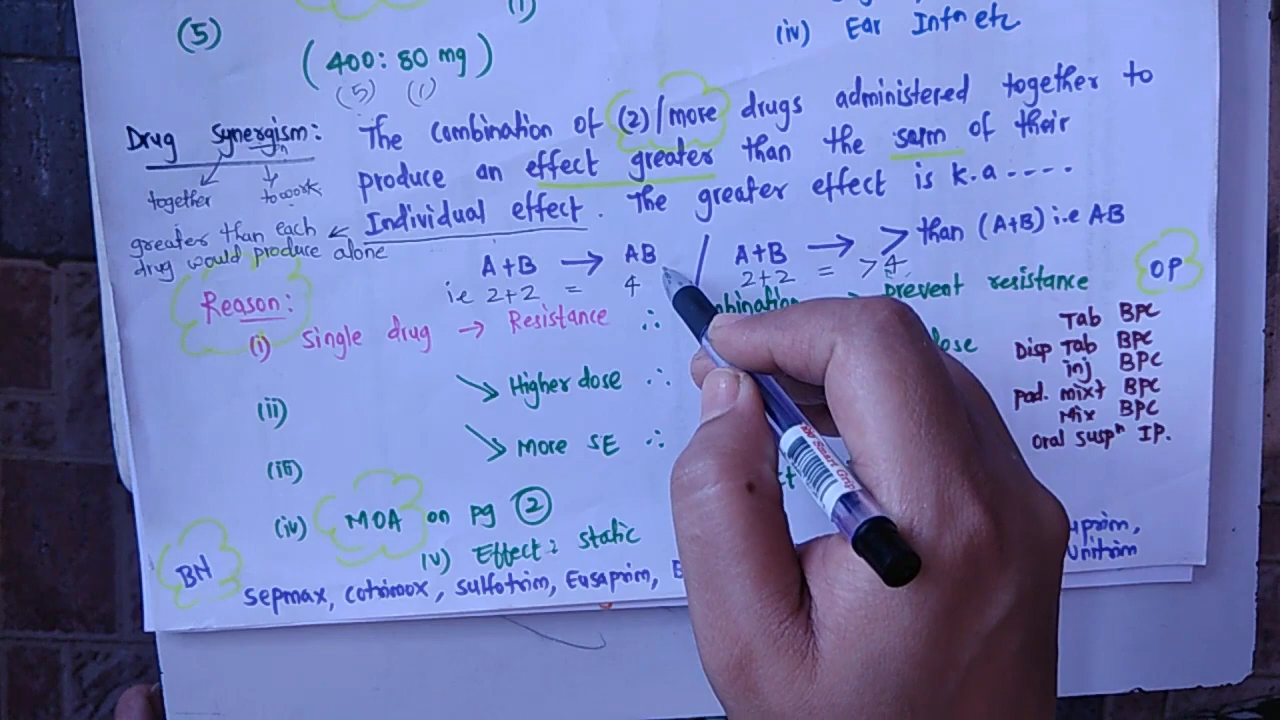 (5)
(i)
(iv) Ear Infⁿ etc
(400: 80 mg)
(5) (1)
Drug Synergism: The Combination of (2)/more drugs administered together to
together to work
produce an effect greater than the sum of their
Individual effect. The greater effect is k.a----.
greater than each
drug would produce alone
A+B → AB / A+B → > than (A+B) i.e AB
ie 2+2 = 4 2+2 = >4
Reason:
(i) Single drug → Resistance ∴ prevent resistance
OP
(ii) Higher dose ∴
Tab BPC
Disp Tab BPC
inj BPC
pad. mixt BPC
Mix BPC
Oral Suspⁿ IP.
(iii) More SE ∴
(iv) MOA on pg 2
iv) Effect: static
BN
Sepmax, cotrimox, sulfotrim, Eusaprim,